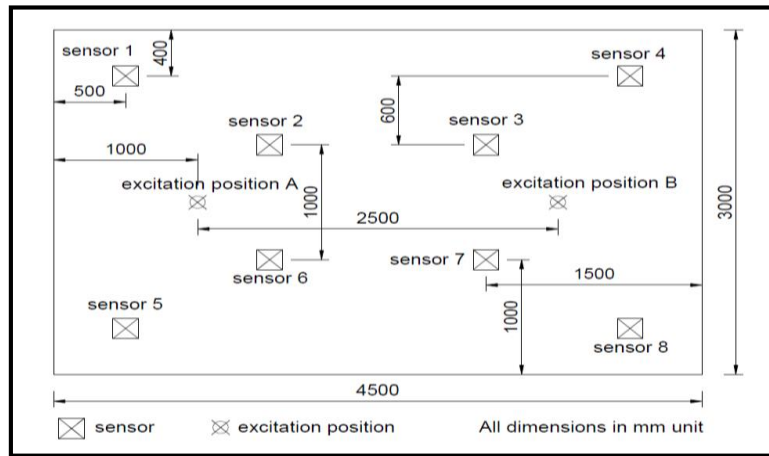 sensor 1
400
sensor 4
500
600
sensor 2
sensor 3
1000
excitation position A
excitation position B
1000
2500
3000
sensor 6
sensor 7
1500
sensor 5
1000
sensor 8
4500
sensor excitation position All dimensions in mm unit